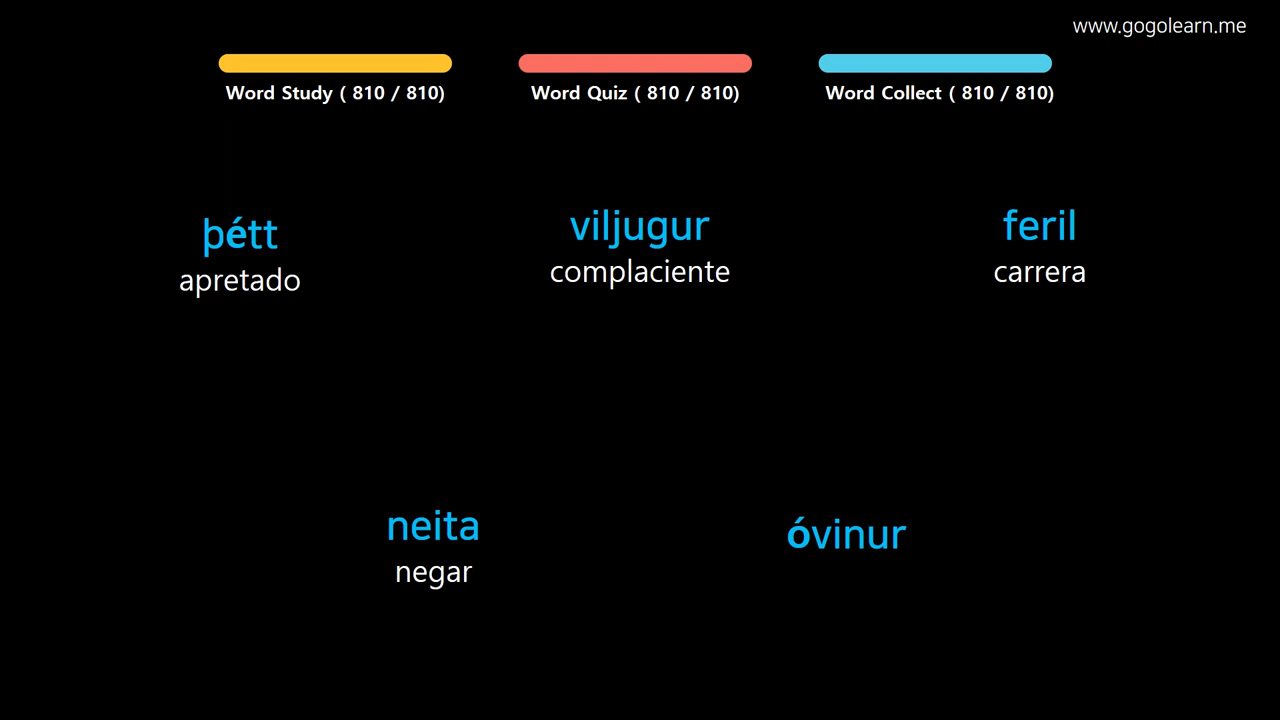 www.gogolearn.me
Word Study ( 810 / 810)
Word Quiz ( 810 / 810)
Word Collect ( 810 / 810)
þétt
apretado
viljugur
complaciente
feril
carrera
neita
negar
óvinur